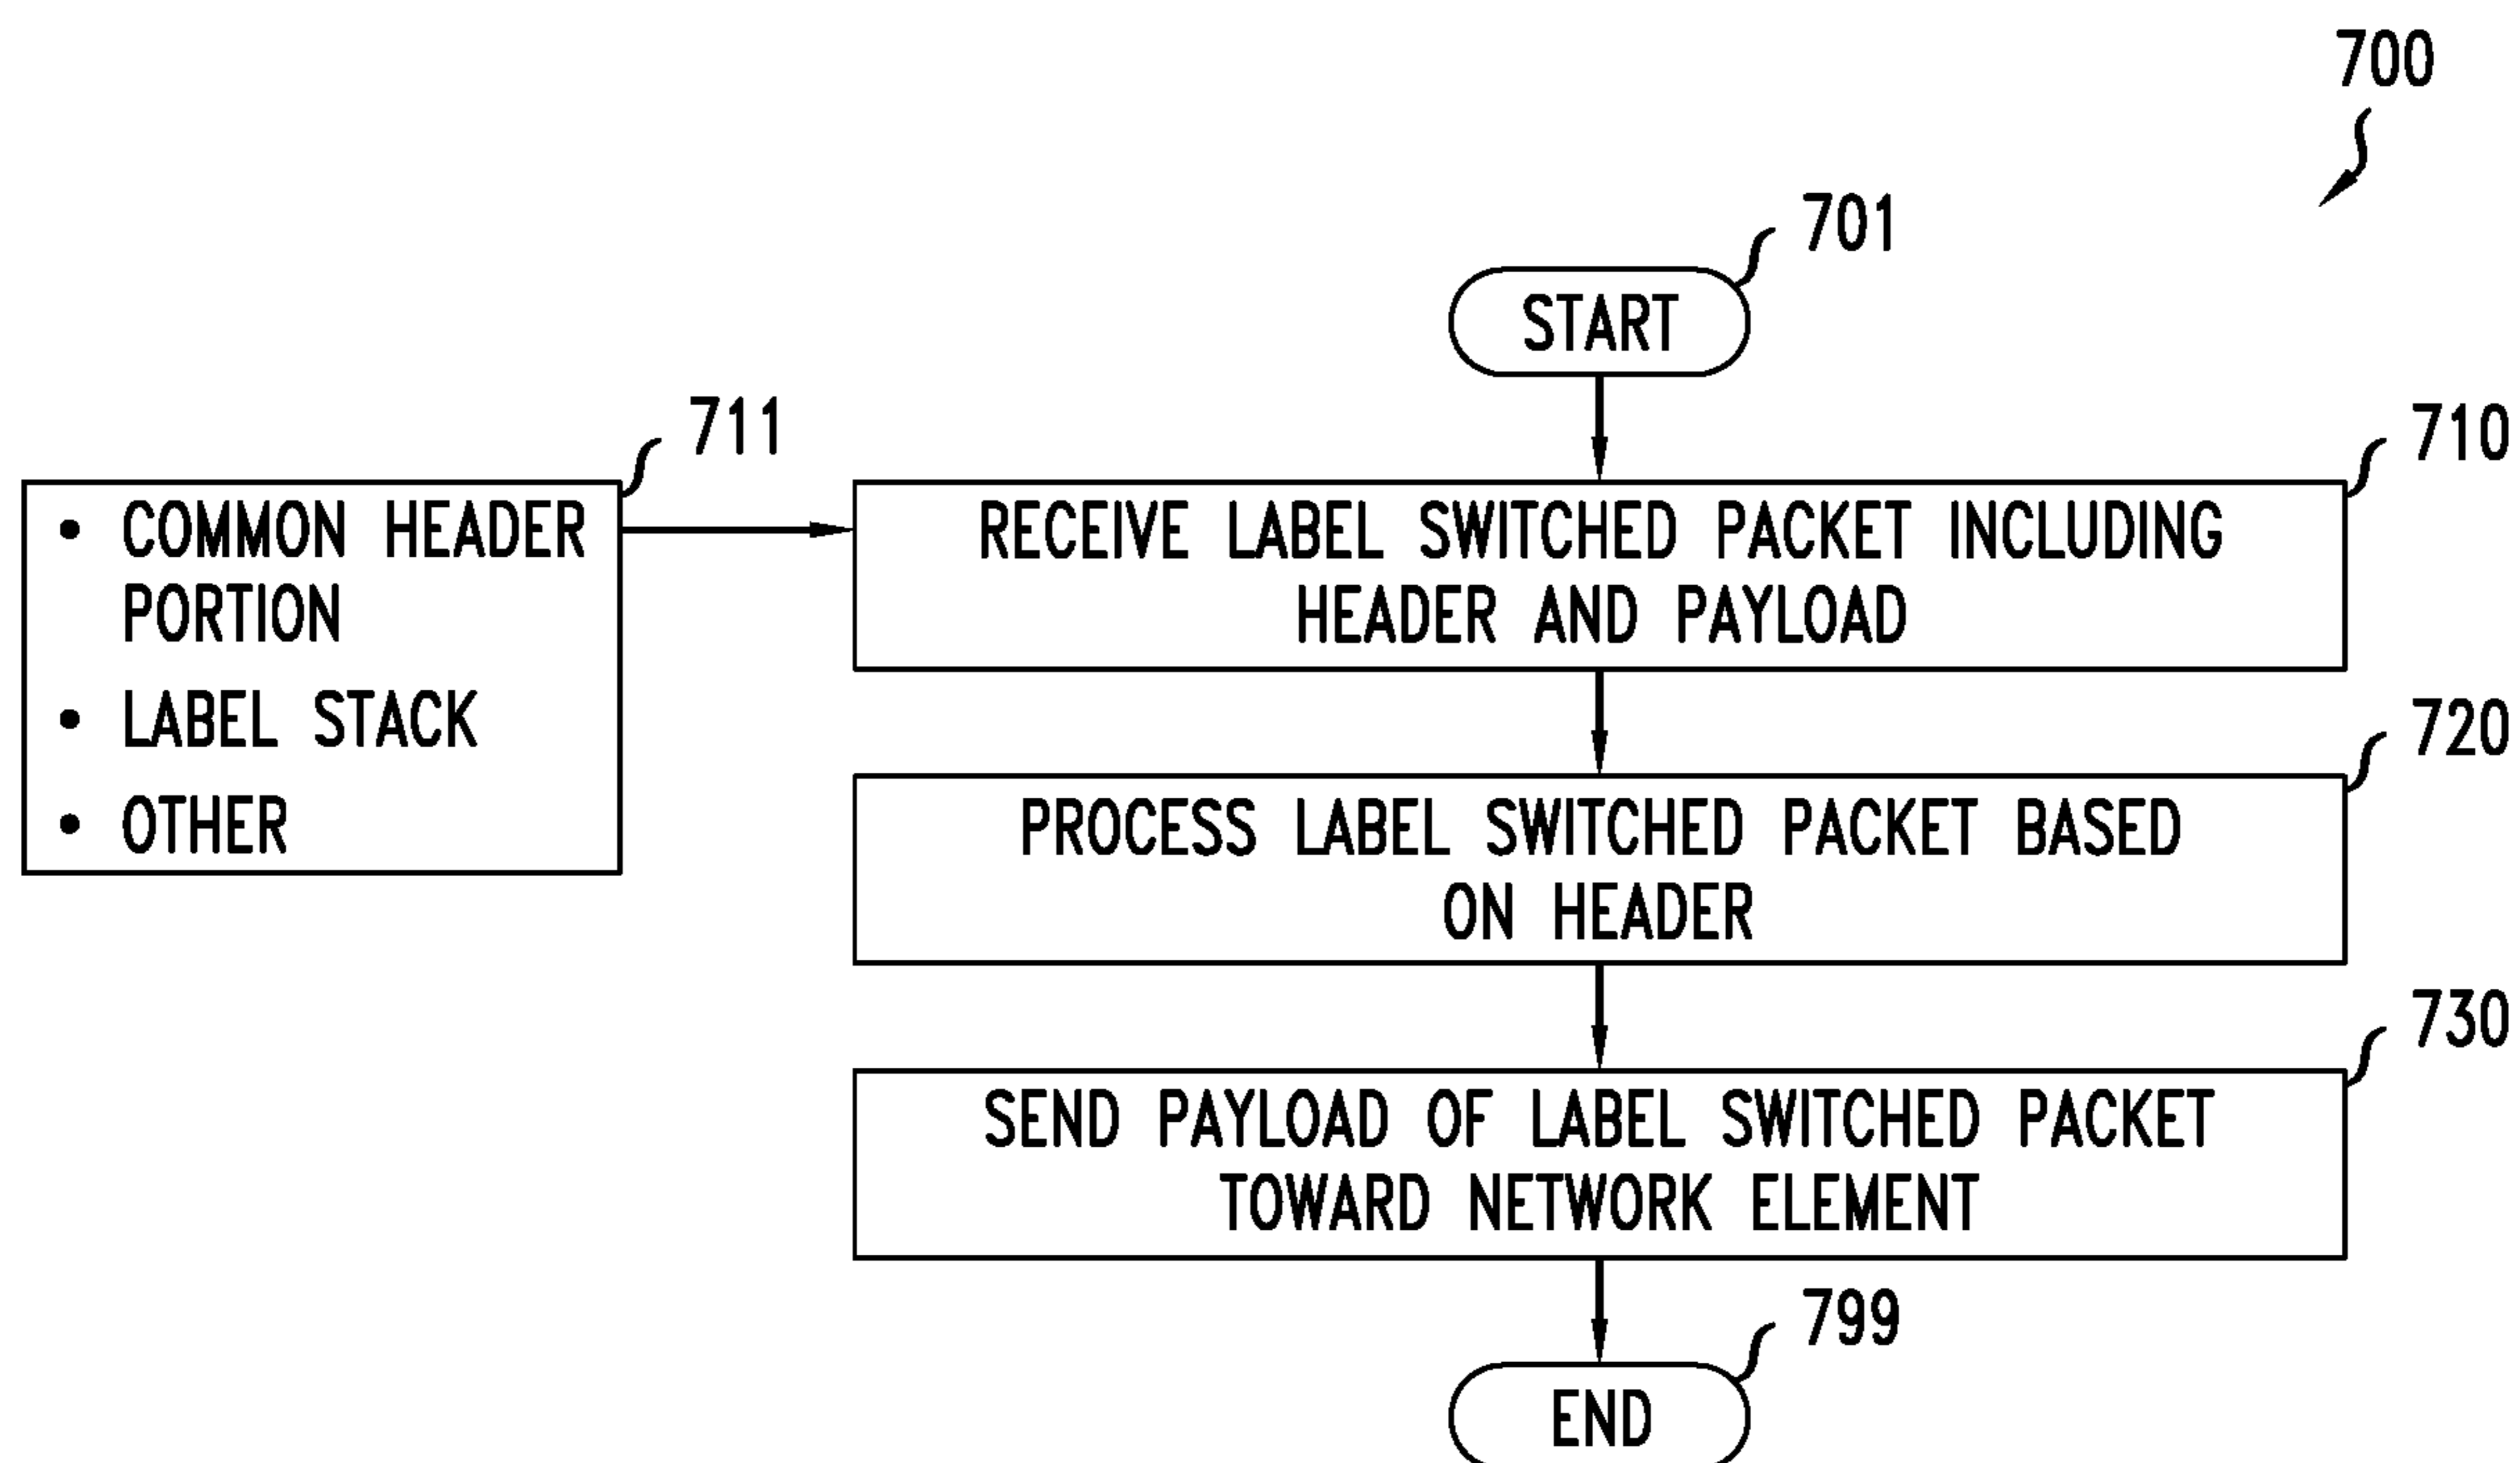 700
701
START
711
710
• COMMON HEADER
PORTION
• LABEL STACK
• OTHER
RECEIVE LABEL SWITCHED PACKET INCLUDING
HEADER AND PAYLOAD
720
PROCESS LABEL SWITCHED PACKET BASED
ON HEADER
730
SEND PAYLOAD OF LABEL SWITCHED PACKET
TOWARD NETWORK ELEMENT
799
END